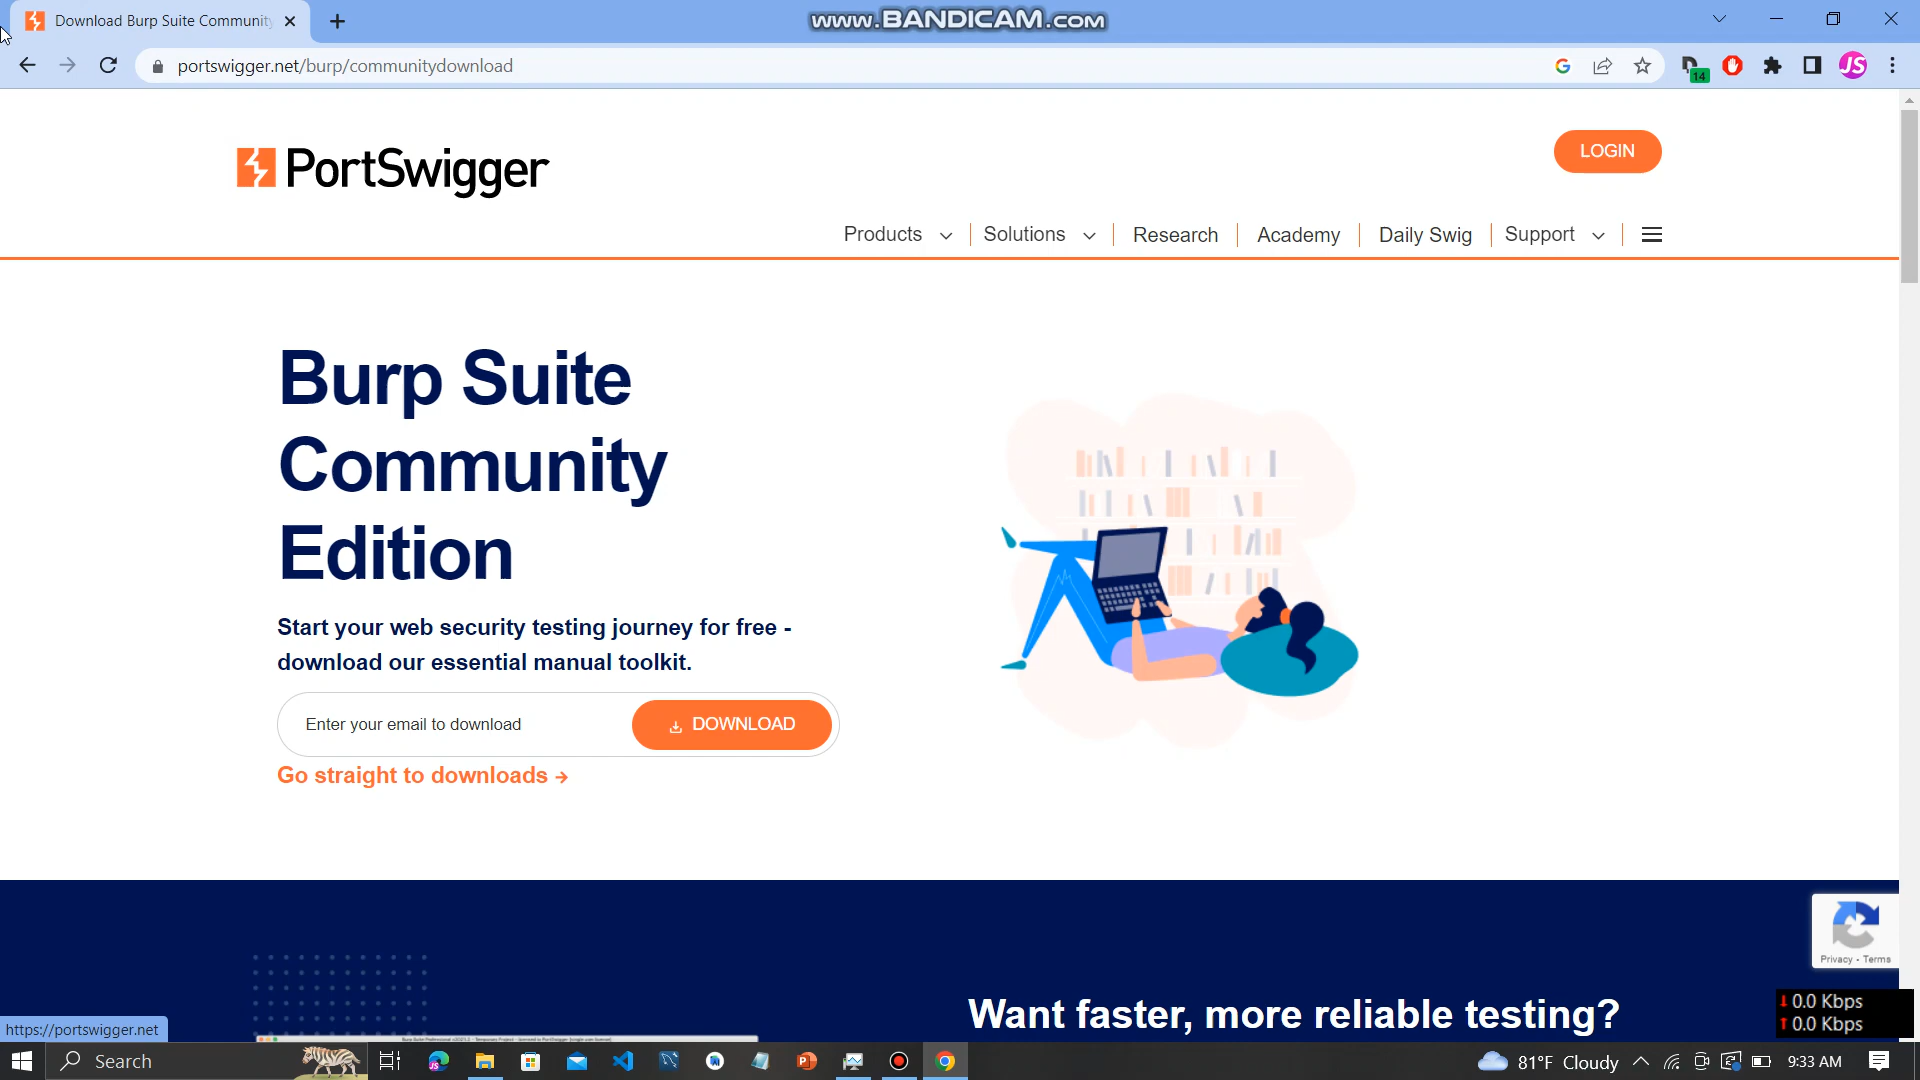 Download Burp Suite Communit
www.BANDICAM.com
portswigger.net/burp/communitydownload
14
JS
PortSwigger
LOGIN
Products
Solutions
Research
Academy
Daily Swig
Support
Burp Suite
Community
Edition
Start your web security testing journey for free -
download our essential manual toolkit.
Enter your email to download
DOWNLOAD
Go straight to downloads →
Privacy - Terms
Want faster, more reliable testing?
0.0 Kbps
0.0 Kbps
https://portswigger.net
Search
81°F Cloudy
9:33 AM